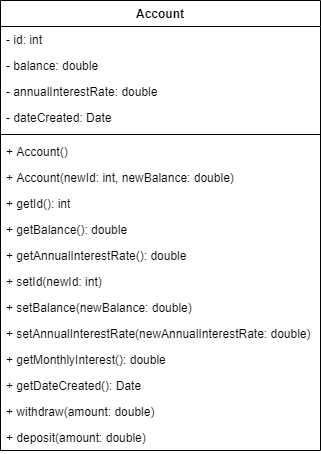 Account
- id: int
- balance: double
- annualInterestRate: double
- dateCreated: Date
+ Account()
+ Account(newId: int, newBalance: double)
+ getId(): int
+ getBalance(): double
+ getAnnualInterestRate(): double
+ setId(newId: int)
+ setBalance(newBalance: double)
+ setAnnualInterestRate(newAnnualInterestRate: double)
+ getMonthlyInterest(): double
+ getDateCreated(): Date
+ withdraw(amount: double)
+ deposit(amount: double)